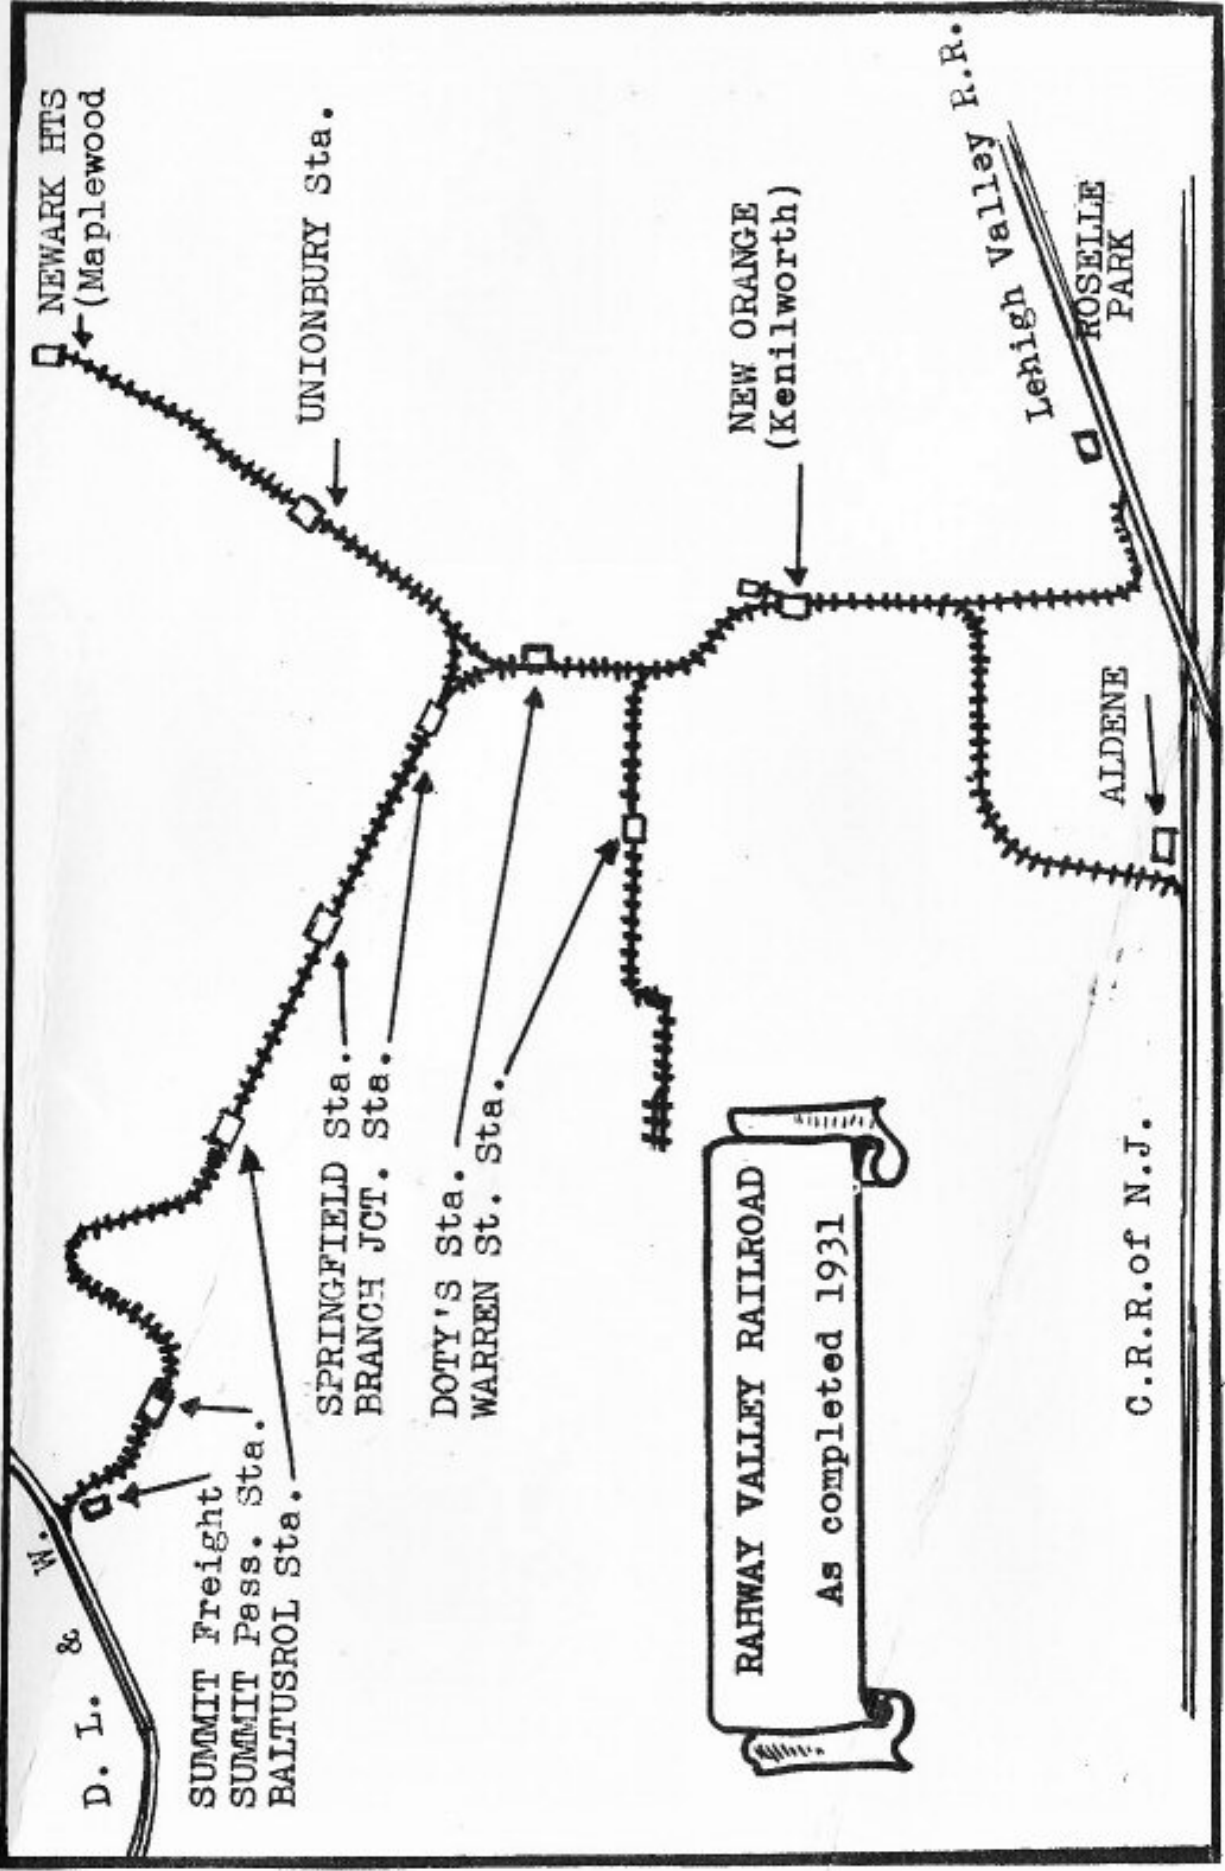 D. L. & W.
SUMMIT Freight
SUMMIT Pass. Sta.
BALTUSROL Sta.
SPRINGFIELD Sta.
BRANCH JCT. Sta.
DOTY'S Sta.
WARREN St. Sta.
NEWARK HTS
(Maplewood
UNIONBURY Sta.
NEW ORANGE
(Kenilworth)
Lehigh Valley R.R.
ROSELLE
PARK
ALDENE
RAHWAY VALLEY RAILROAD
As completed 1931
C.R.R.of N.J.